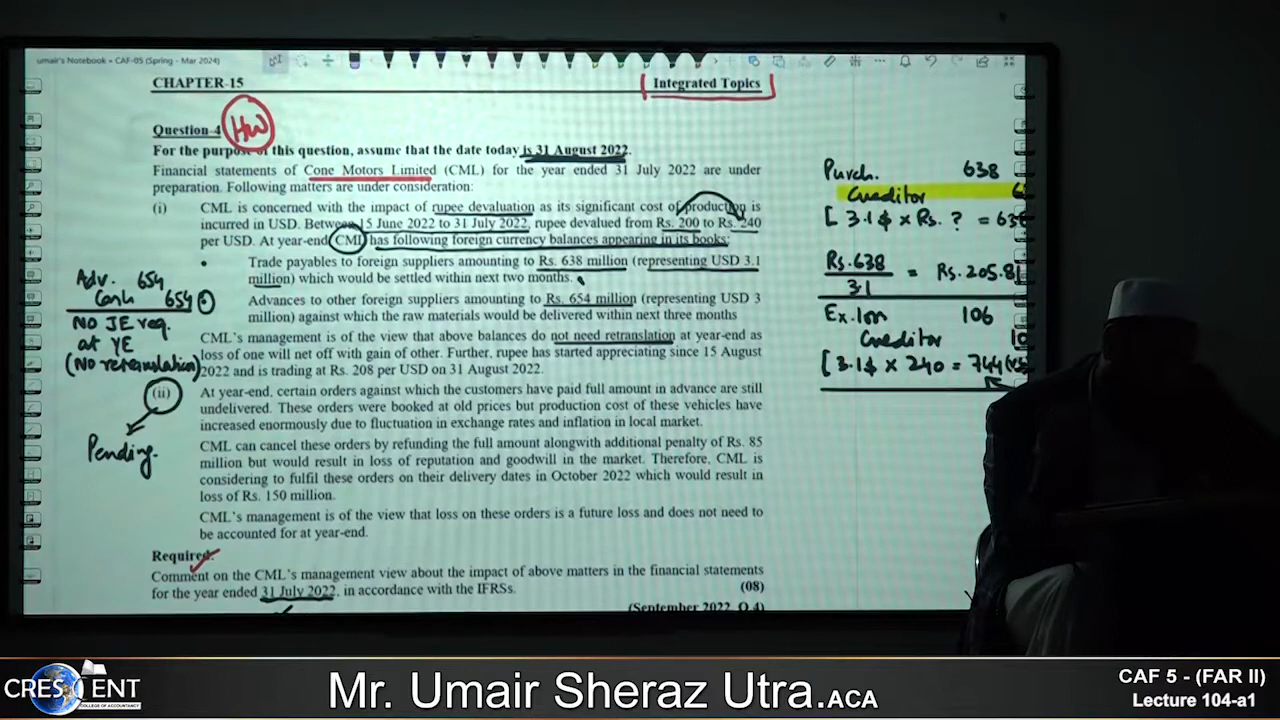 umair's Notebook » CAF-05 (Spring - Mar 2024)
CHAPTER-15 Integrated Topics
Question-4 HW
For the purpose of this question, assume that the date today is 31 August 2022.
Financial statements of Cone Motors Limited (CML) for the year ended 31 July 2022 are under
preparation. Following matters are under consideration:
(i) CML is concerned with the impact of rupee devaluation as its significant cost of production is
incurred in USD. Between 15 June 2022 to 31 July 2022, rupee devalued from Rs. 200 to Rs. 240
per USD. At year-end CML has following foreign currency balances appearing in its books:
• Trade payables to foreign suppliers amounting to Rs. 638 million (representing USD 3.1
million) which would be settled within next two months.
• Advances to other foreign suppliers amounting to Rs. 654 million (representing USD 3
million) against which the raw materials would be delivered within next three months
CML's management is of the view that above balances do not need retranslation at year-end as
loss of one will net off with gain of other. Further, rupee has started appreciating since 15 August
2022 and is trading at Rs. 208 per USD on 31 August 2022.
(ii) At year-end, certain orders against which the customers have paid full amount in advance are still
undelivered. These orders were booked at old prices but production cost of these vehicles have
increased enormously due to fluctuation in exchange rates and inflation in local market.
CML can cancel these orders by refunding the full amount alongwith additional penalty of Rs. 85
million but would result in loss of reputation and goodwill in the market. Therefore, CML is
considering to fulfil these orders on their delivery dates in October 2022 which would result in
loss of Rs. 150 million.
CML's management is of the view that loss on these orders is a future loss and does not need to
be accounted for at year-end.
Required:
Comment on the CML's management view about the impact of above matters in the financial statements
for the year ended 31 July 2022, in accordance with the IFRSs. (08)
(September 2022, Q.4)
Adv. 654
Cash 654
NO JE req.
at YE
(No retranslation)
Pending.
Purch. 638
Creditor
[ 3.1$ x Rs. ? =
Rs. 638
3.1
= Rs. 205.81
Ex. loss 106
Creditor
[ 3.1$ x 240 = 744
CRESCENT
COLLEGE OF ACCOUNTANCY
Mr. Umair Sheraz Utra.ACA
CAF 5 - (FAR II)
Lecture 104-a1